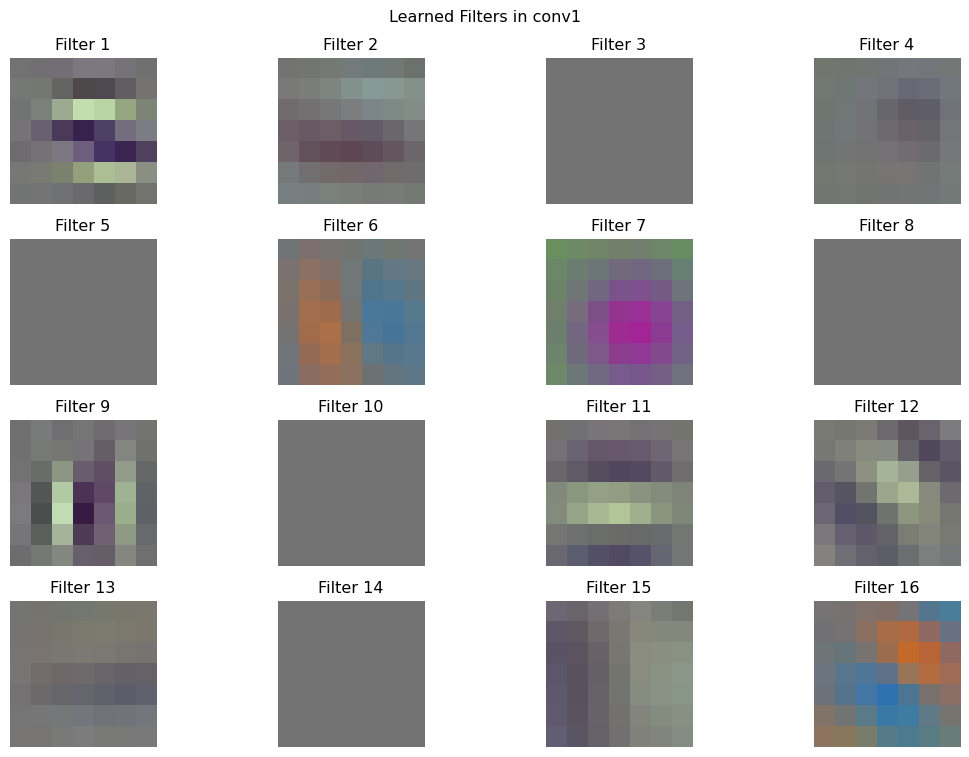 Learned Filters in conv1
Filter 1
Filter 2
Filter 3
Filter 4
Filter 5
Filter 6
Filter 7
Filter 8
Filter 9
Filter 10
Filter 11
Filter 12
Filter 13
Filter 14
Filter 15
Filter 16